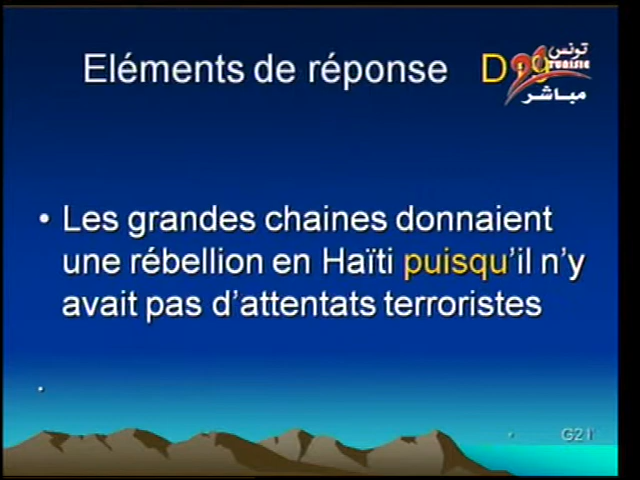 Eléments de réponse
تونس
TUNISIE
مباشر
• Les grandes chaines donnaient
une rébellion en Haïti puisqu’il n’y
avait pas d’attentats terroristes